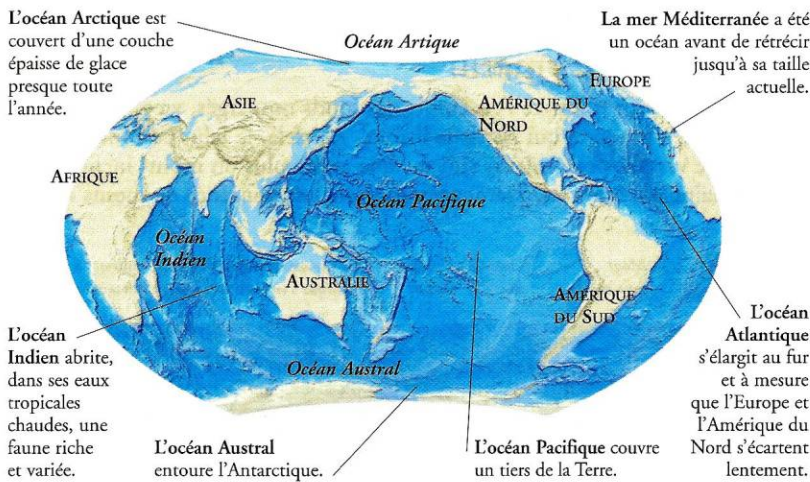 L'océan Arctique est
couvert d'une couche
épaisse de glace
presque toute
l'année.
Océan Artique
La mer Méditerranée a été
un océan avant de rétrécir
jusqu'à sa taille
actuelle.
EUROPE
ASIE
AMÉRIQUE DU
NORD
AFRIQUE
Océan Pacifique
Océan
Indien
AUSTRALIE
AMÉRIQUE
DU SUD
Océan Austral
L'océan
Indien abrite,
dans ses eaux
tropicales
chaudes, une
faune riche
et variée.
L'océan Austral
entoure l'Antarctique.
L'océan Pacifique couvre
un tiers de la Terre.
L'océan
Atlantique
s'élargit au fur
et à mesure
que l'Europe et
l'Amérique du
Nord s'écartent
lentement.